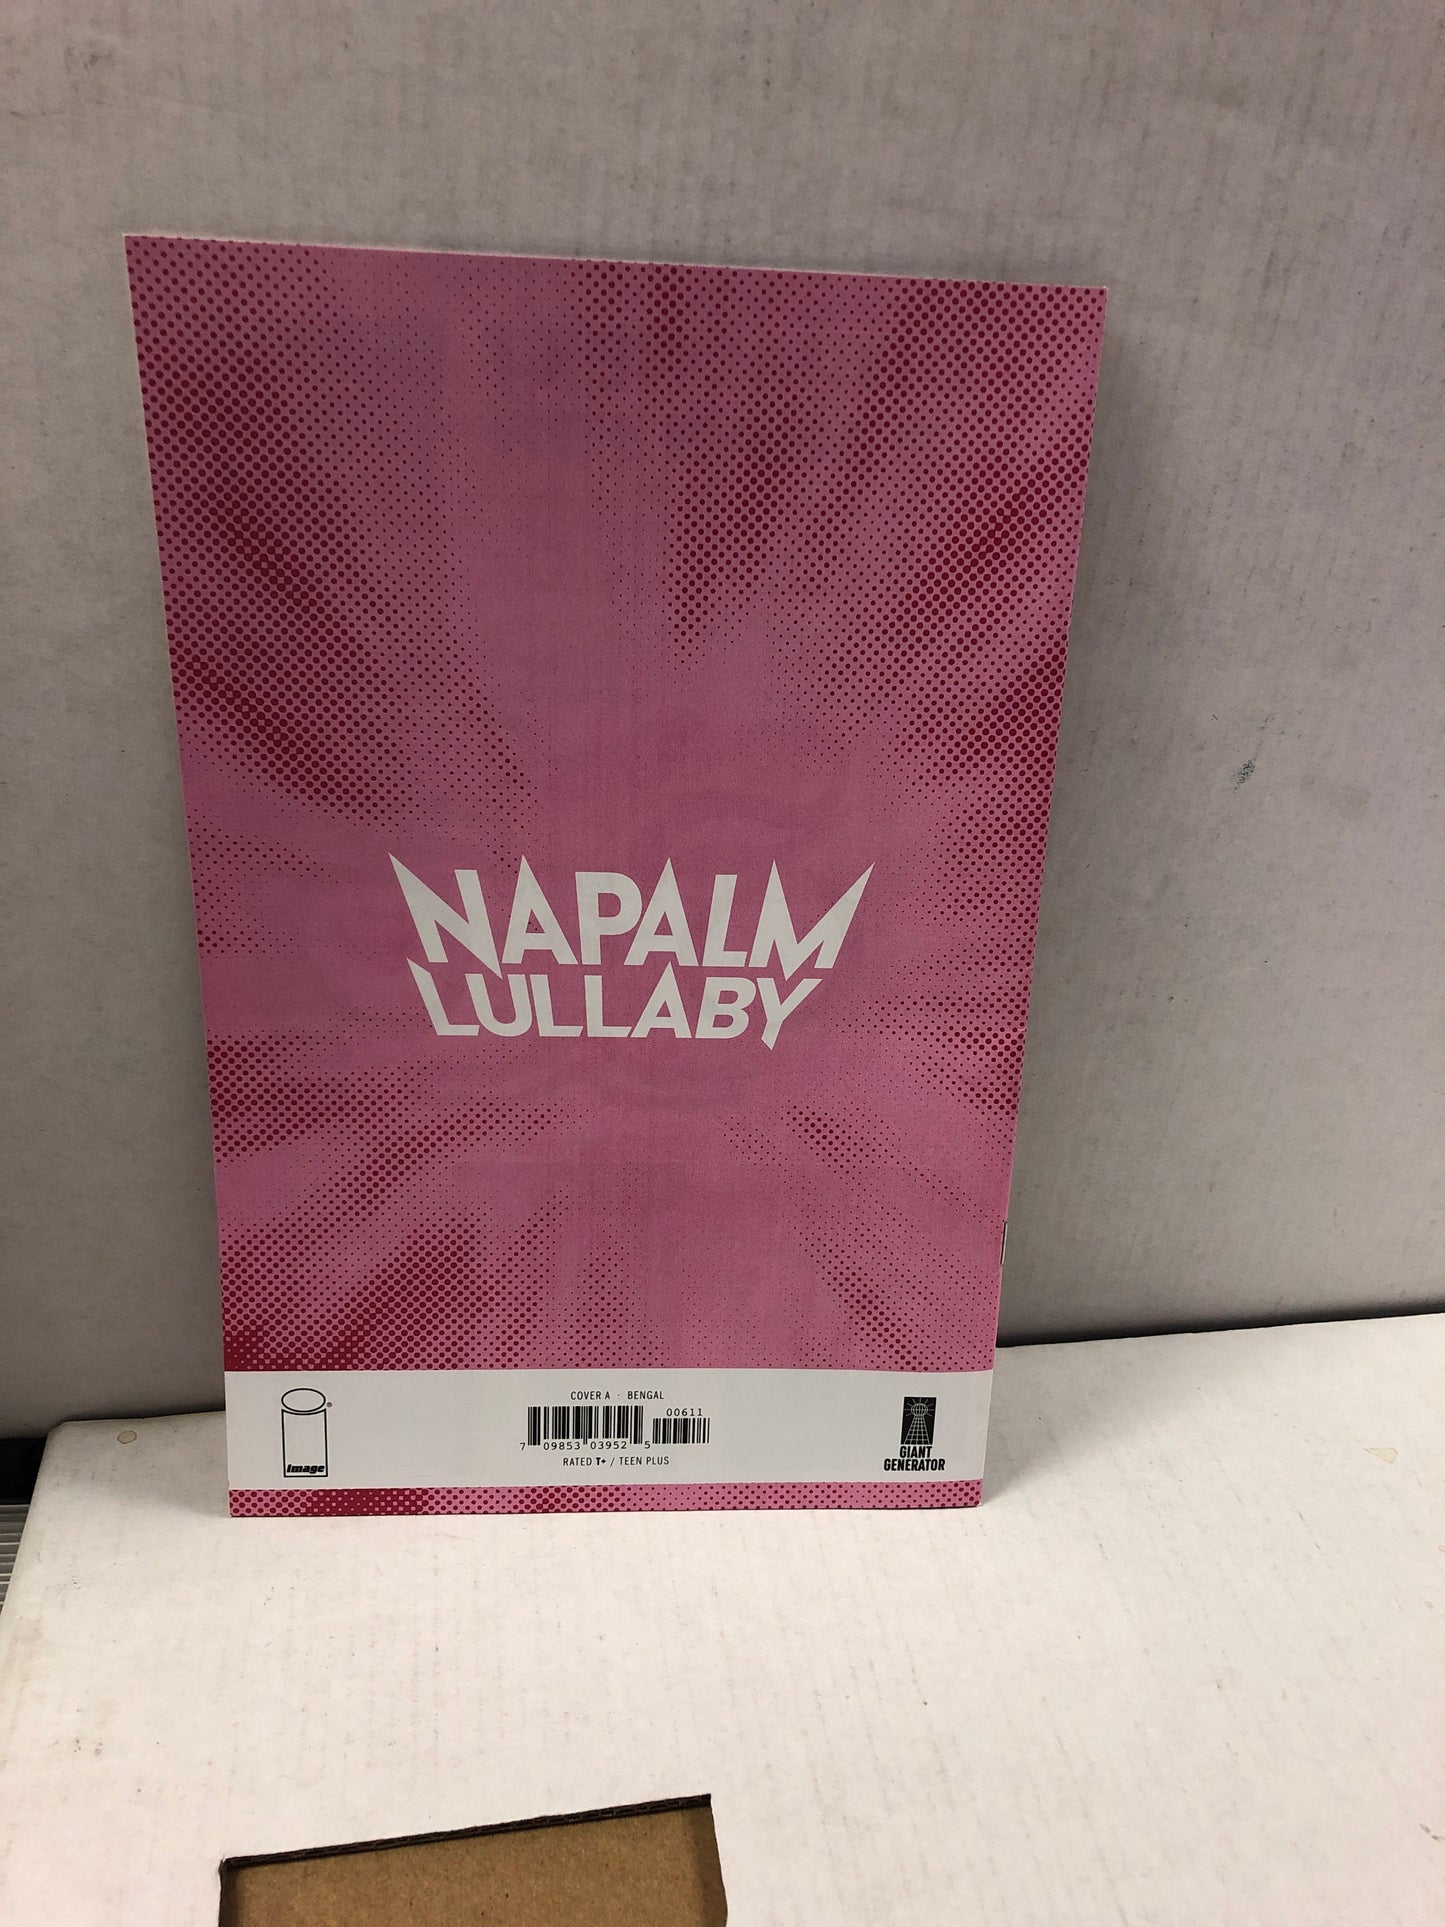 NAPALM
LULLABY
COVER A · BENGAL
00611
7 09853 03952 5
RATED T+ / TEEN PLUS
image
®
GIANT
GENERATOR